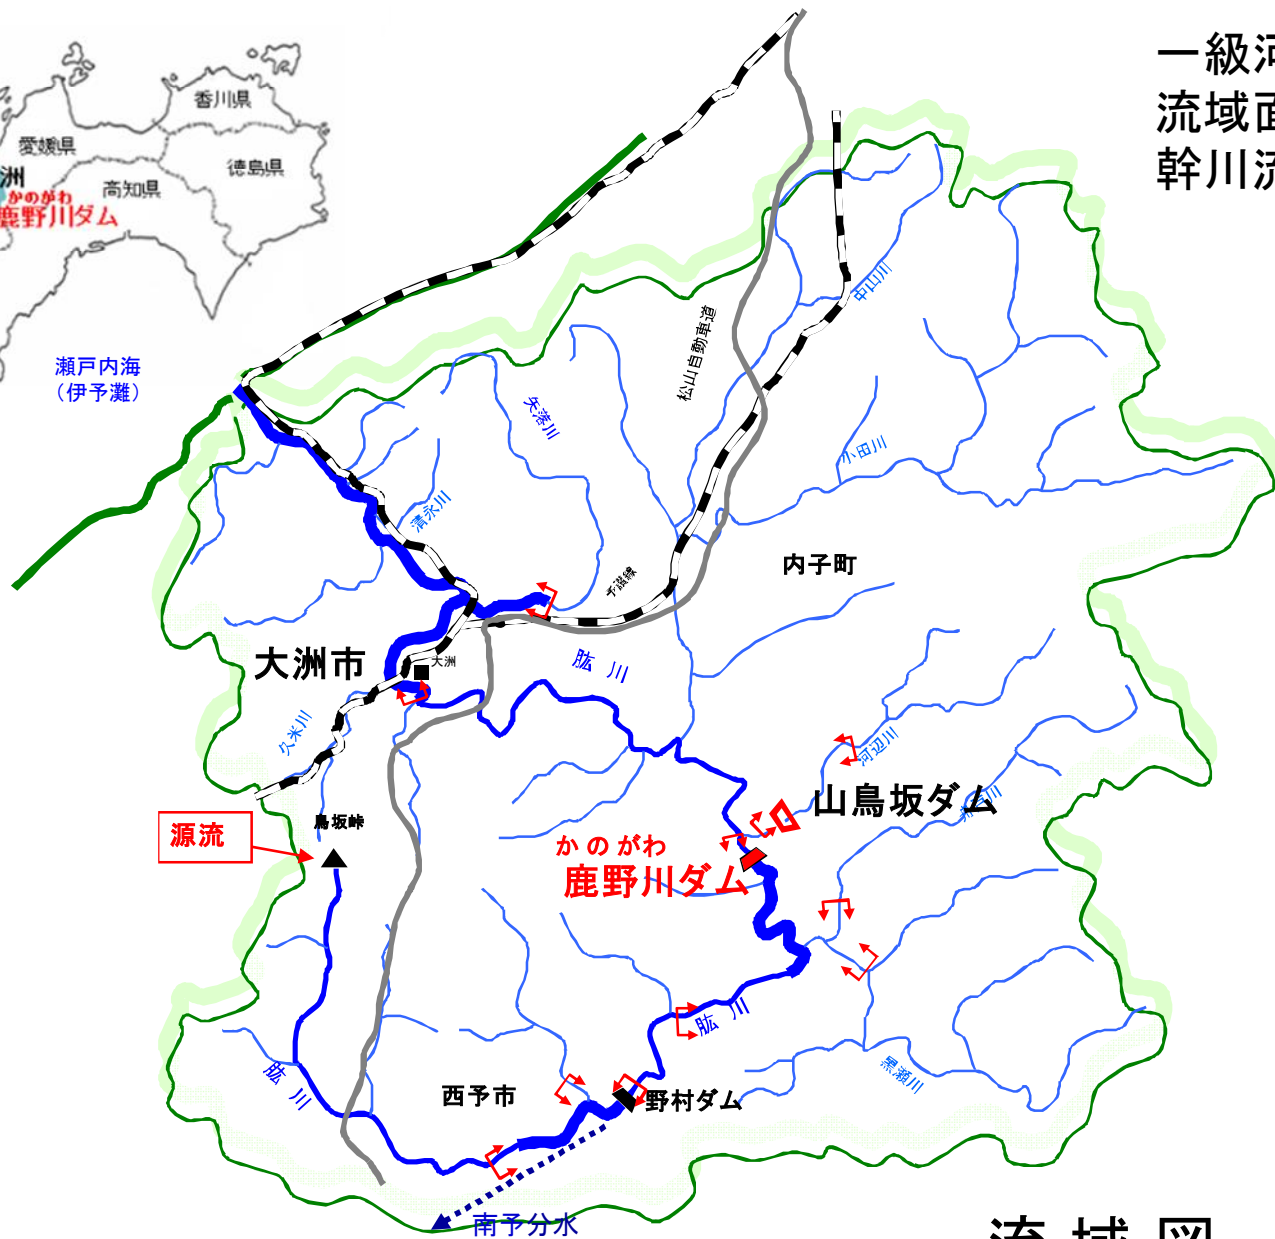 一級河
流域面
幹川流
香川県
愛媛県
徳島県
高知県
洲
かのがわ
鹿野川ダム
瀬戸内海
（伊予灘）
松山自動車道
中山川
矢落川
小田川
清永川
内子町
予讃線
大洲市
大洲
肱川
久米川
河辺川
山鳥坂ダム
鳥坂峠
源流
かのがわ
鹿野川ダム
肱川
黒瀬川
肱川
西予市
野村ダム
南予分水
流域図